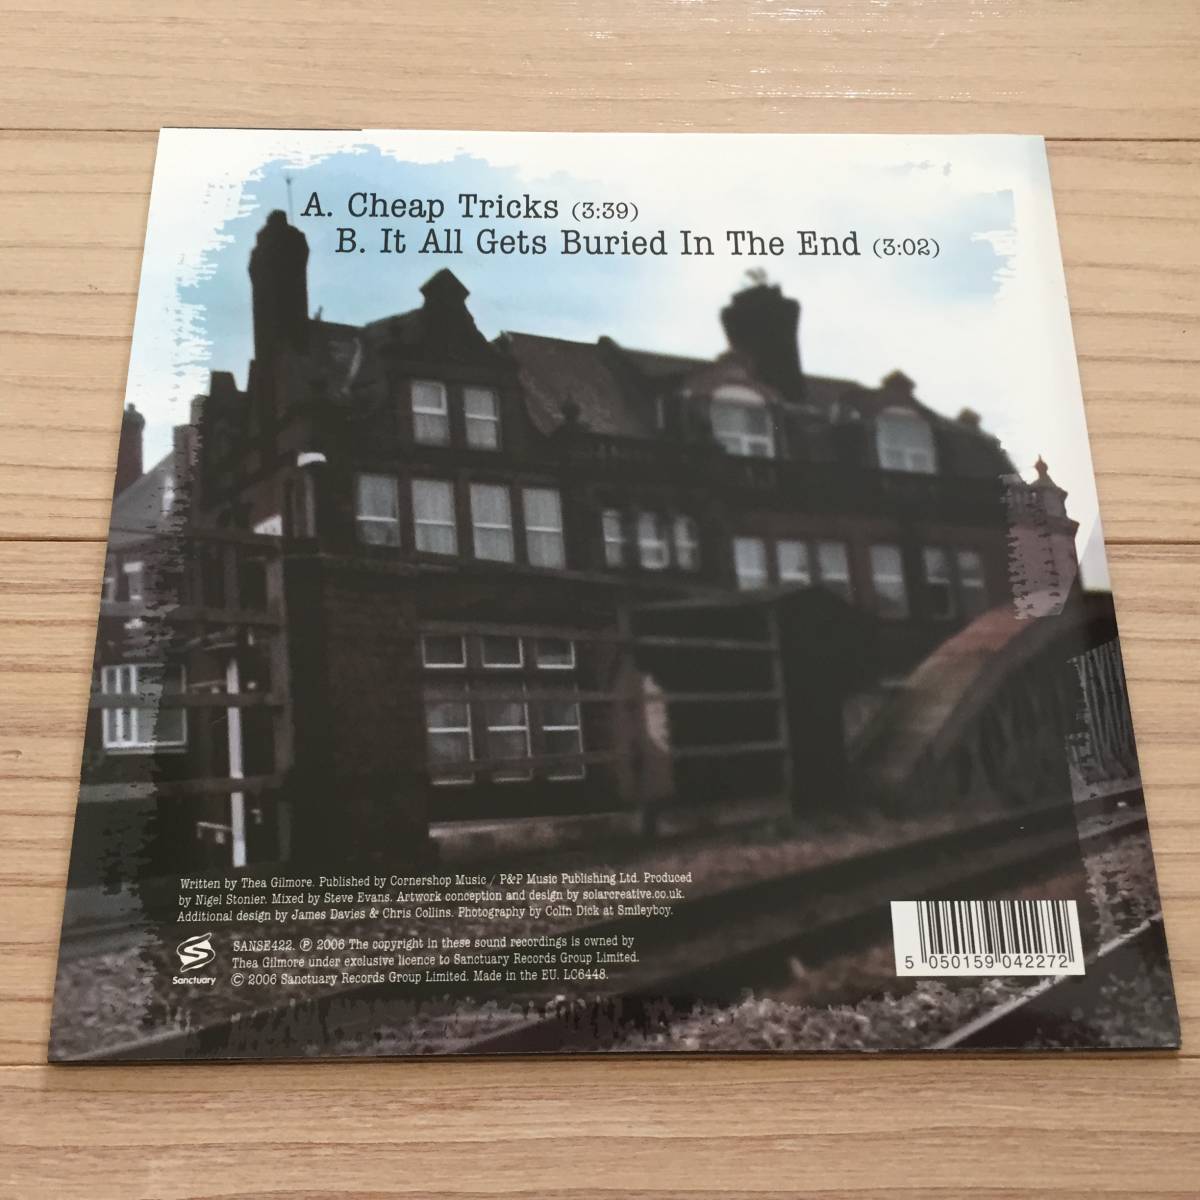 A. Cheap Tricks (3:39)
B. It All Gets Buried In The End (3:02)
Written by Thea Gilmore. Published by Cornershop Music / P&P Music Publishing Ltd. Produced
by Nigel Stonier. Mixed by Steve Evans. Artwork conception and design by solarcreative.co.uk.
Additional design by James Davies & Chris Collins. Photography by Colin Dick at Smileyboy.
SANSE422. ℗ 2006 The copyright in these sound recordings is owned by
Thea Gilmore under exclusive licence to Sanctuary Records Group Limited.
© 2006 Sanctuary Records Group Limited. Made in the EU. LC6448.
Sanctuary
5 050159 042272